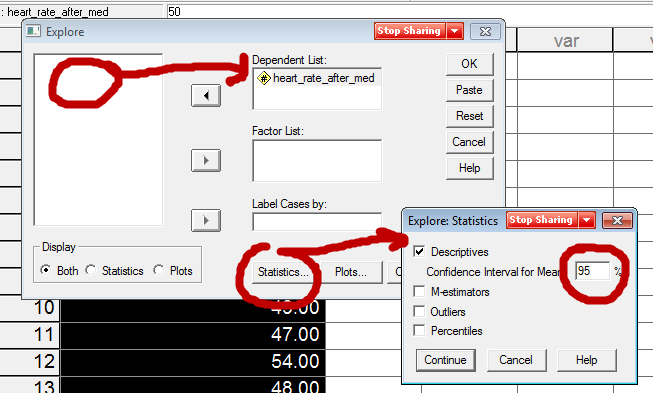 : heart_rate_after_med 50
Explore Stop Sharing
var
Dependent List:
heart_rate_after_med
OK
Paste
Reset
Cancel
Help
Factor List:
Label Cases by:
Display
Both Statistics Plots
Statistics... Plots...
Explore: Statistics Stop Sharing
Descriptives
Confidence Interval for Mean 95 %
M-estimators
Outliers
Percentiles
Continue Cancel Help
10
11 47.00
12 54.00
13 48.00